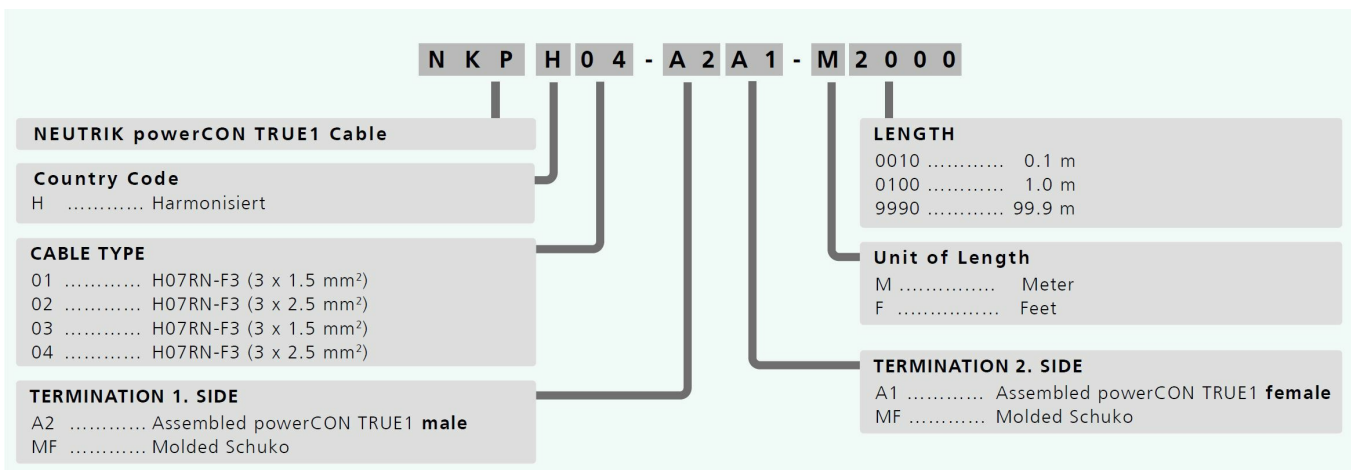 N K P H 0 4 - A 2 A 1 - M 2 0 0 0
NEUTRIK powerCON TRUE1 Cable
Country Code
H ............ Harmonisiert
CABLE TYPE
01 ............ H07RN-F3 (3 x 1.5 mm²)
02 ............ H07RN-F3 (3 x 2.5 mm²)
03 ............ H07RN-F3 (3 x 1.5 mm²)
04 ............ H07RN-F3 (3 x 2.5 mm²)
TERMINATION 1. SIDE
A2 ............ Assembled powerCON TRUE1 male
MF ............ Molded Schuko
LENGTH
0010 ............ 0.1 m
0100 ............ 1.0 m
9990 ............ 99.9 m
Unit of Length
M ............... Meter
F ............... Feet
TERMINATION 2. SIDE
A1 ............ Assembled powerCON TRUE1 female
MF ............ Molded Schuko